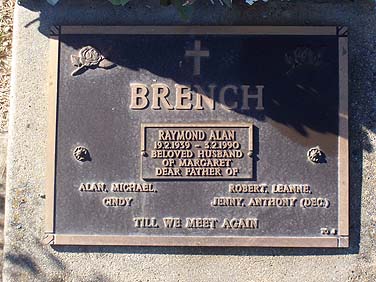 BRENCH
RAYMOND ALAN
19.2.1939 - 3.2.1990
BELOVED HUSBAND
OF MARGARET
DEAR FATHER OF
ALAN, MICHAEL, ROBERT, LEANNE,
CINDY JENNY, ANTHONY (DEC.)
TILL WE MEET AGAIN